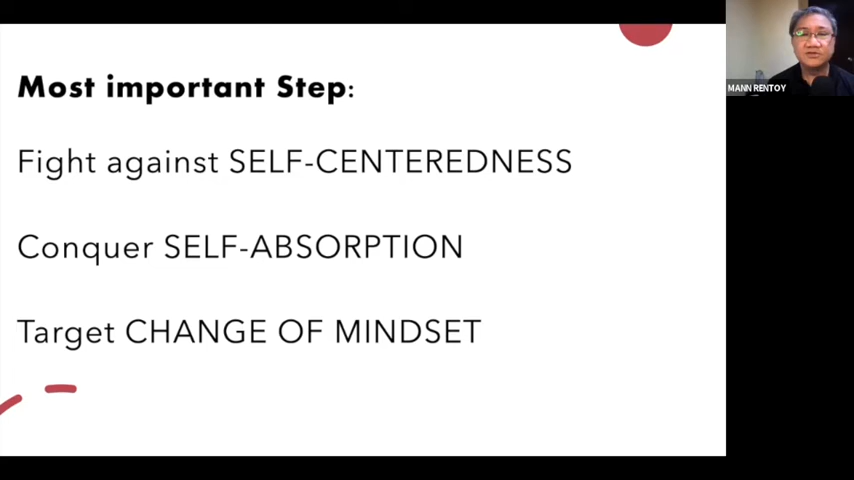 Most important Step:
Fight against SELF-CENTEREDNESS
Conquer SELF-ABSORPTION
Target CHANGE OF MINDSET
MANN RENTOY